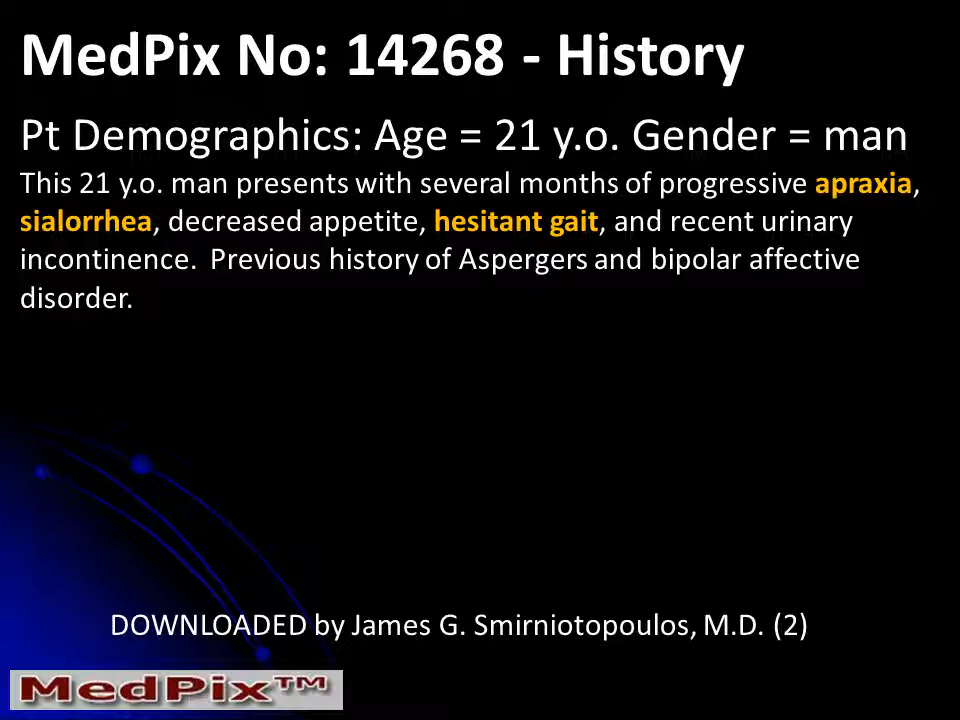 MedPix No: 14268 - History
Pt Demographics: Age = 21 y.o. Gender = man
This 21 y.o. man presents with several months of progressive apraxia,
sialorrhea, decreased appetite, hesitant gait, and recent urinary
incontinence.  Previous history of Aspergers and bipolar affective
disorder.
DOWNLOADED by James G. Smirniotopoulos, M.D. (2)
MedPix™